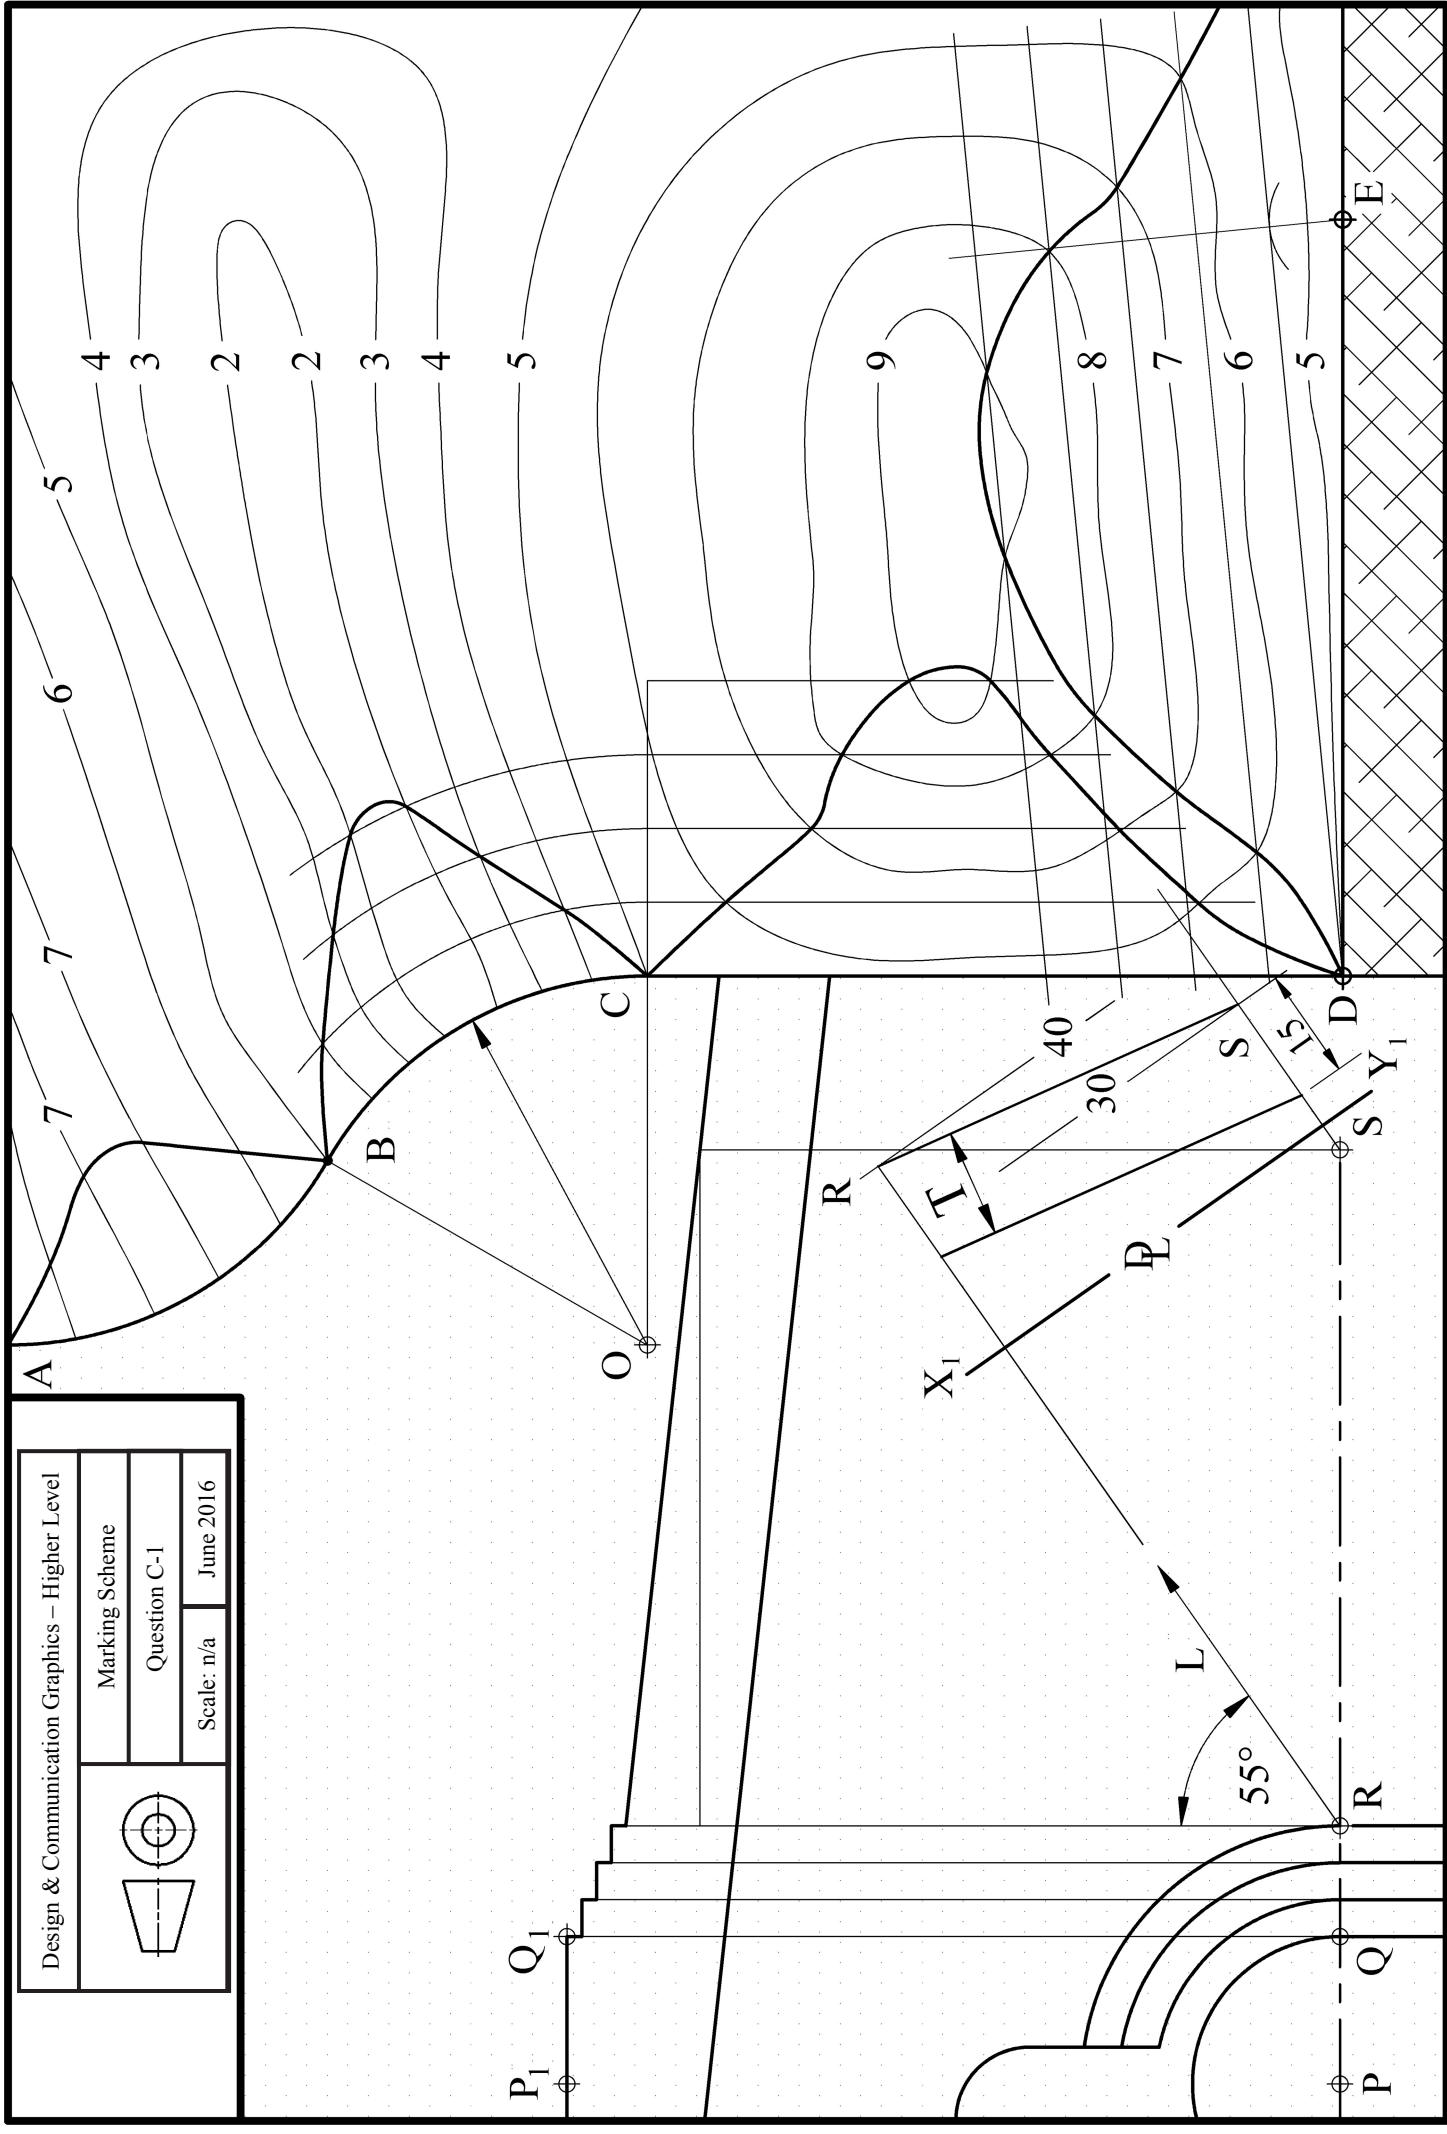 Design & Communication Graphics – Higher Level
Marking Scheme
Question C-1
Scale: n/a
June 2016
A
B
C
D
E
O
7
7
6
5
4
3
2
2
3
4
5
9
8
7
6
5
P1
Q1
P
Q
R
L
55°
X1
DL
Y1
R
T
S
S
40
30
15